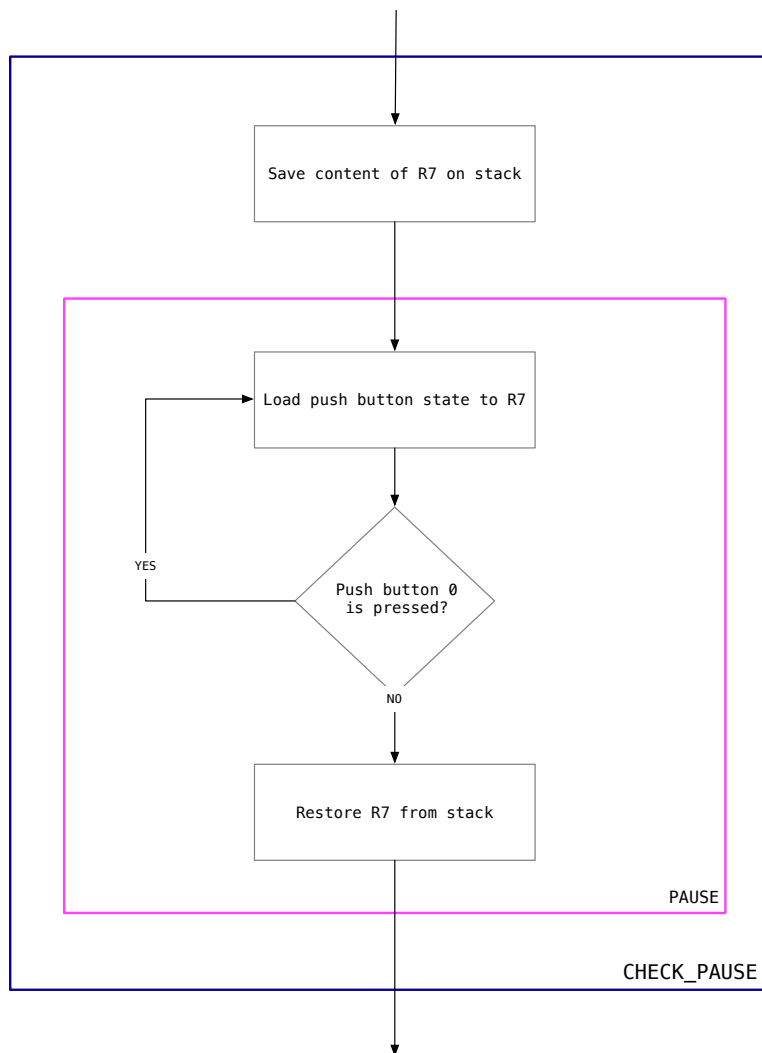 Save content of R7 on stack
Load push button state to R7
YES
Push button 0
is pressed?
NO
Restore R7 from stack
PAUSE
CHECK_PAUSE